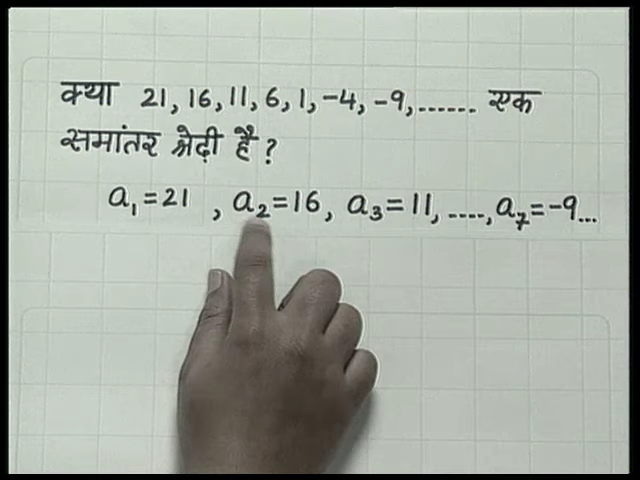 क्या 21, 16, 11, 6, 1, -4, -9, ...... एक
समांतर श्रेढ़ी है ?
a₁ = 21 , a₂ = 16, a₃ = 11, ...., a₇ = -9...